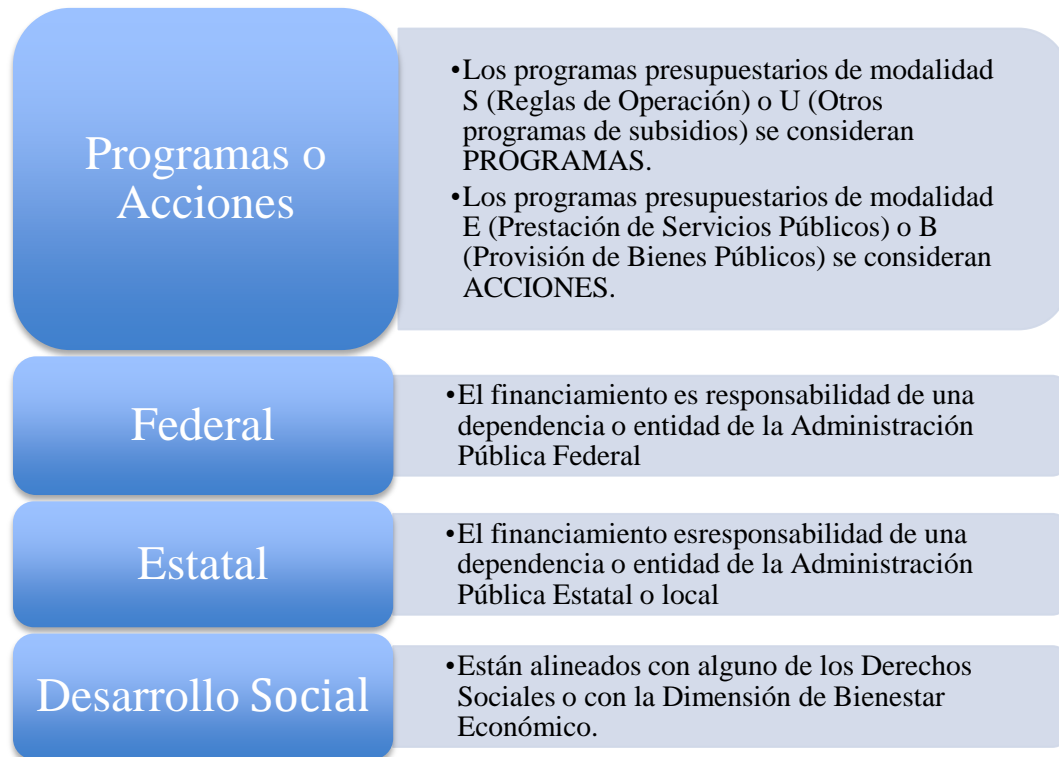 Programas o
Acciones
•Los programas presupuestarios de modalidad
S (Reglas de Operación) o U (Otros
programas de subsidios) se consideran
PROGRAMAS.
•Los programas presupuestarios de modalidad
E (Prestación de Servicios Públicos) o B
(Provisión de Bienes Públicos) se consideran
ACCIONES.
Federal
•El financiamiento es responsabilidad de una
dependencia o entidad de la Administración
Pública Federal
Estatal
•El financiamiento esresponsabilidad de una
dependencia o entidad de la Administración
Pública Estatal o local
Desarrollo Social
•Están alineados con alguno de los Derechos
Sociales o con la Dimensión de Bienestar
Económico.